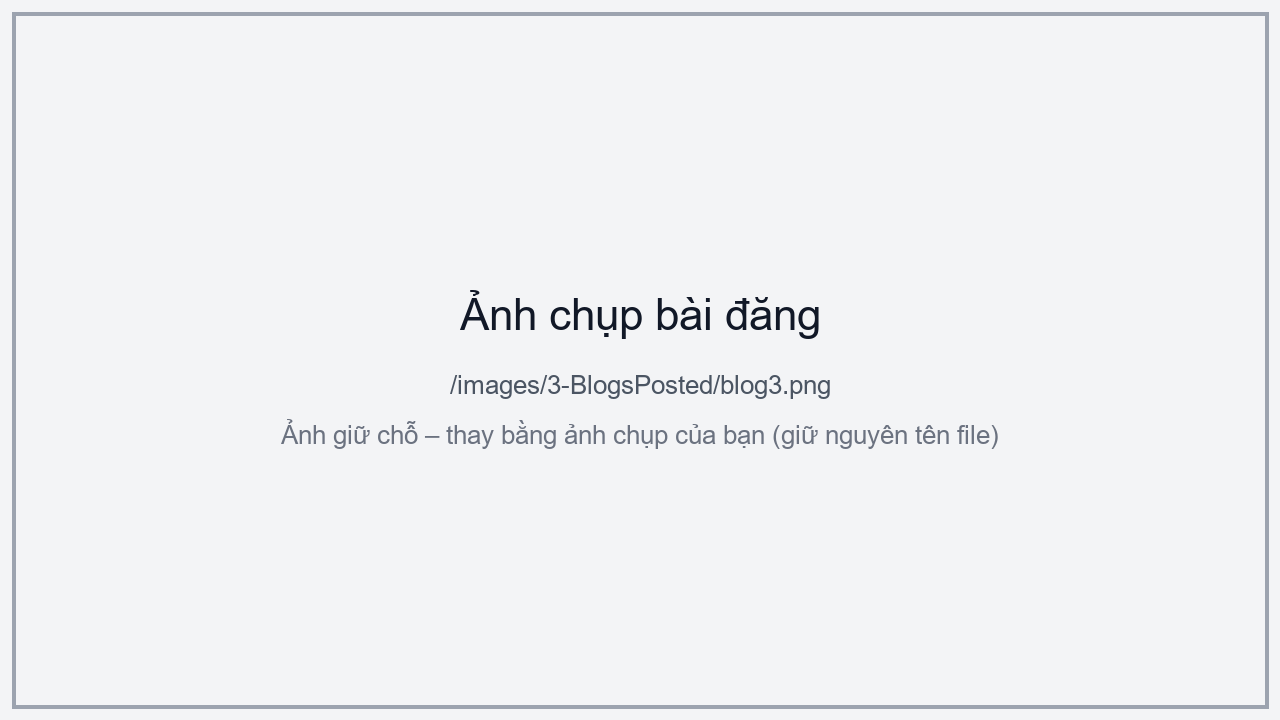 Ảnh chụp bài đăng
/images/3-BlogsPosted/blog3.png
Ảnh giữ chỗ – thay bằng ảnh chụp của bạn (giữ nguyên tên file)